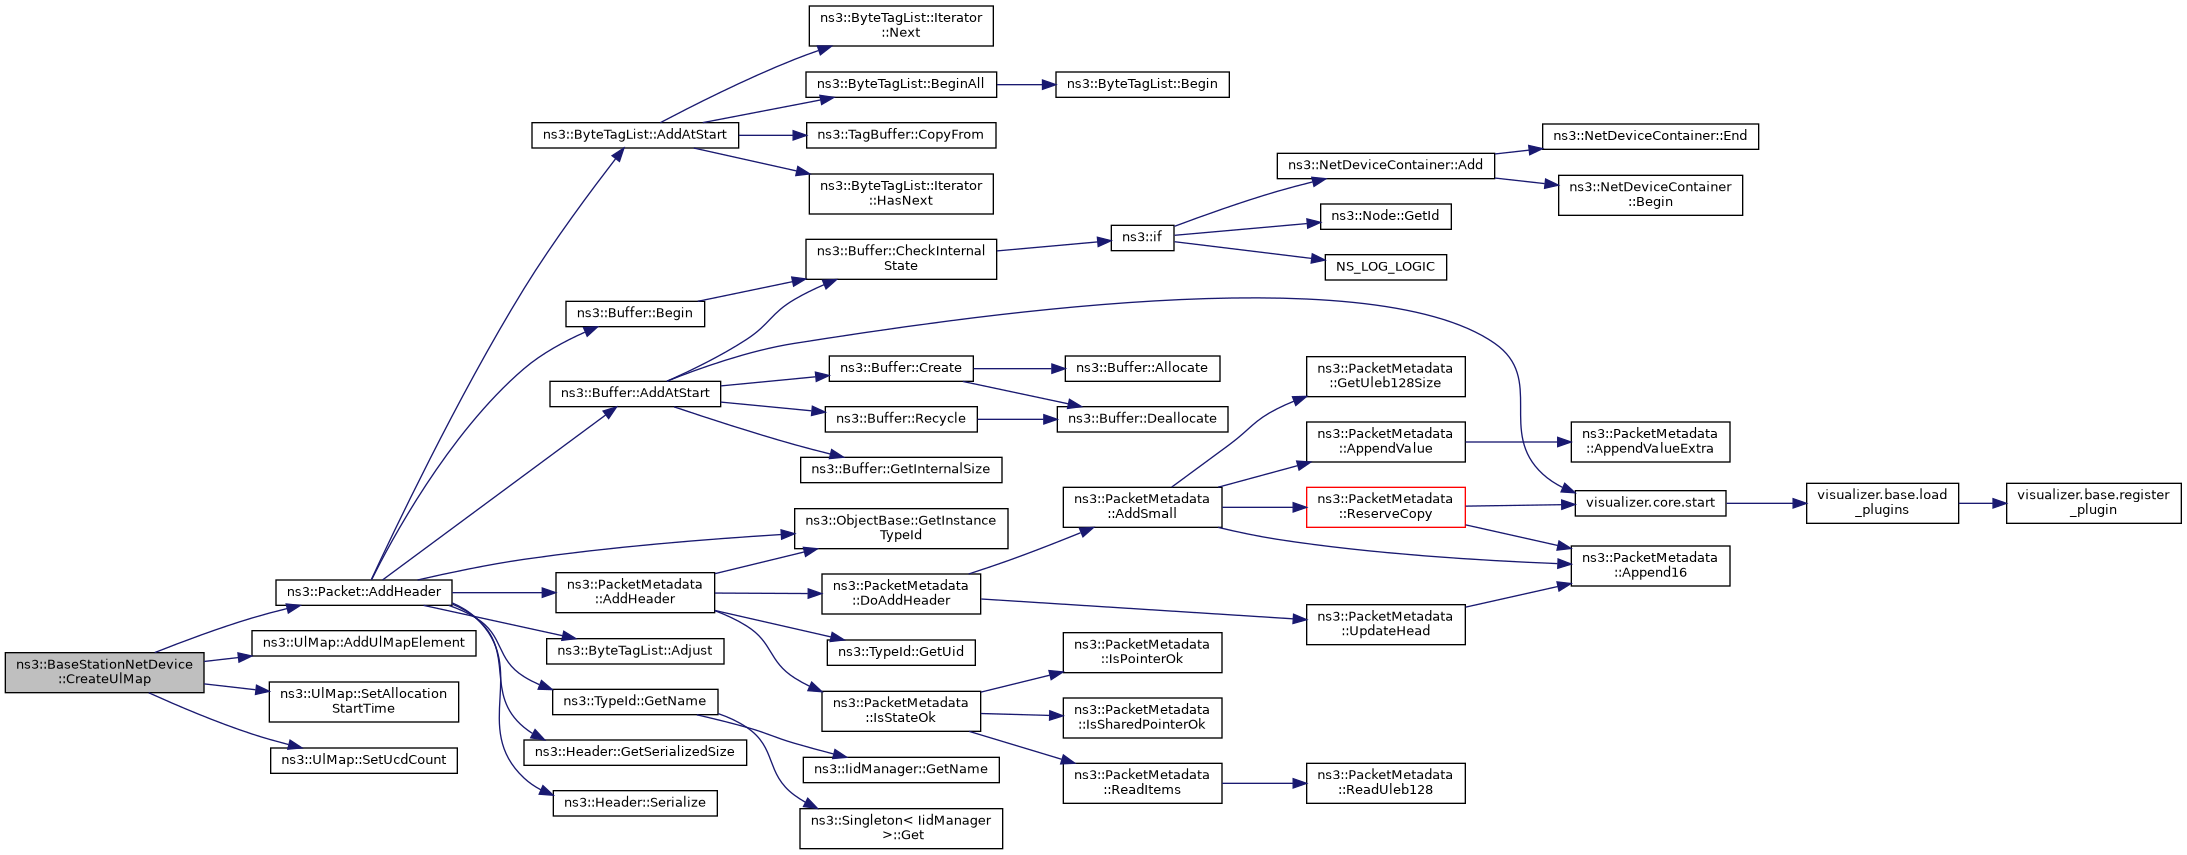 ns3::ByteTagList::Iterator
::Next
ns3::ByteTagList::BeginAll
ns3::ByteTagList::Begin
ns3::ByteTagList::AddAtStart
ns3::TagBuffer::CopyFrom
ns3::NetDeviceContainer::End
ns3::NetDeviceContainer::Add
ns3::ByteTagList::Iterator
::HasNext
ns3::NetDeviceContainer
::Begin
ns3::Node::GetId
ns3::if
ns3::Buffer::CheckInternal
State
NS_LOG_LOGIC
ns3::Buffer::Begin
ns3::Buffer::Create
ns3::Buffer::Allocate
ns3::PacketMetadata
::GetUleb128Size
ns3::Buffer::AddAtStart
ns3::Buffer::Recycle
ns3::Buffer::Deallocate
ns3::PacketMetadata
::AppendValue
ns3::PacketMetadata
::AppendValueExtra
ns3::Buffer::GetInternalSize
ns3::PacketMetadata
::AddSmall
ns3::PacketMetadata
::ReserveCopy
visualizer.core.start
visualizer.base.load
_plugins
visualizer.base.register
_plugin
ns3::ObjectBase::GetInstance
TypeId
ns3::PacketMetadata
::Append16
ns3::Packet::AddHeader
ns3::PacketMetadata
::AddHeader
ns3::PacketMetadata
::DoAddHeader
ns3::PacketMetadata
::UpdateHead
ns3::UlMap::AddUlMapElement
ns3::ByteTagList::Adjust
ns3::TypeId::GetUid
ns3::PacketMetadata
::IsPointerOk
ns3::BaseStationNetDevice
::CreateUlMap
ns3::UlMap::SetAllocation
StartTime
ns3::TypeId::GetName
ns3::PacketMetadata
::IsStateOk
ns3::PacketMetadata
::IsSharedPointerOk
ns3::UlMap::SetUcdCount
ns3::Header::GetSerializedSize
ns3::IidManager::GetName
ns3::PacketMetadata
::ReadItems
ns3::PacketMetadata
::ReadUleb128
ns3::Header::Serialize
ns3::Singleton< IidManager
>::Get